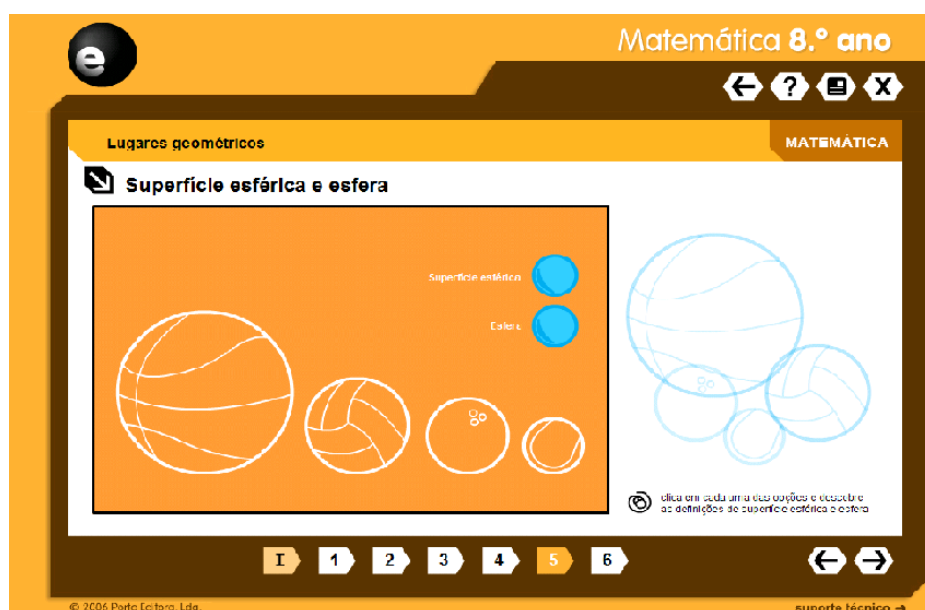 e
Matemática 8.º ano
? X
Lugares geométricos
MATEMÁTICA
Superfície esférica e esfera
Superfície esférica
Esfera
clica em cada uma das opções e descobre
as definições de superfície esférica e esfera
I 1 2 3 4 5 6
© 2006 Porto Editora, Lda.
suporte técnico